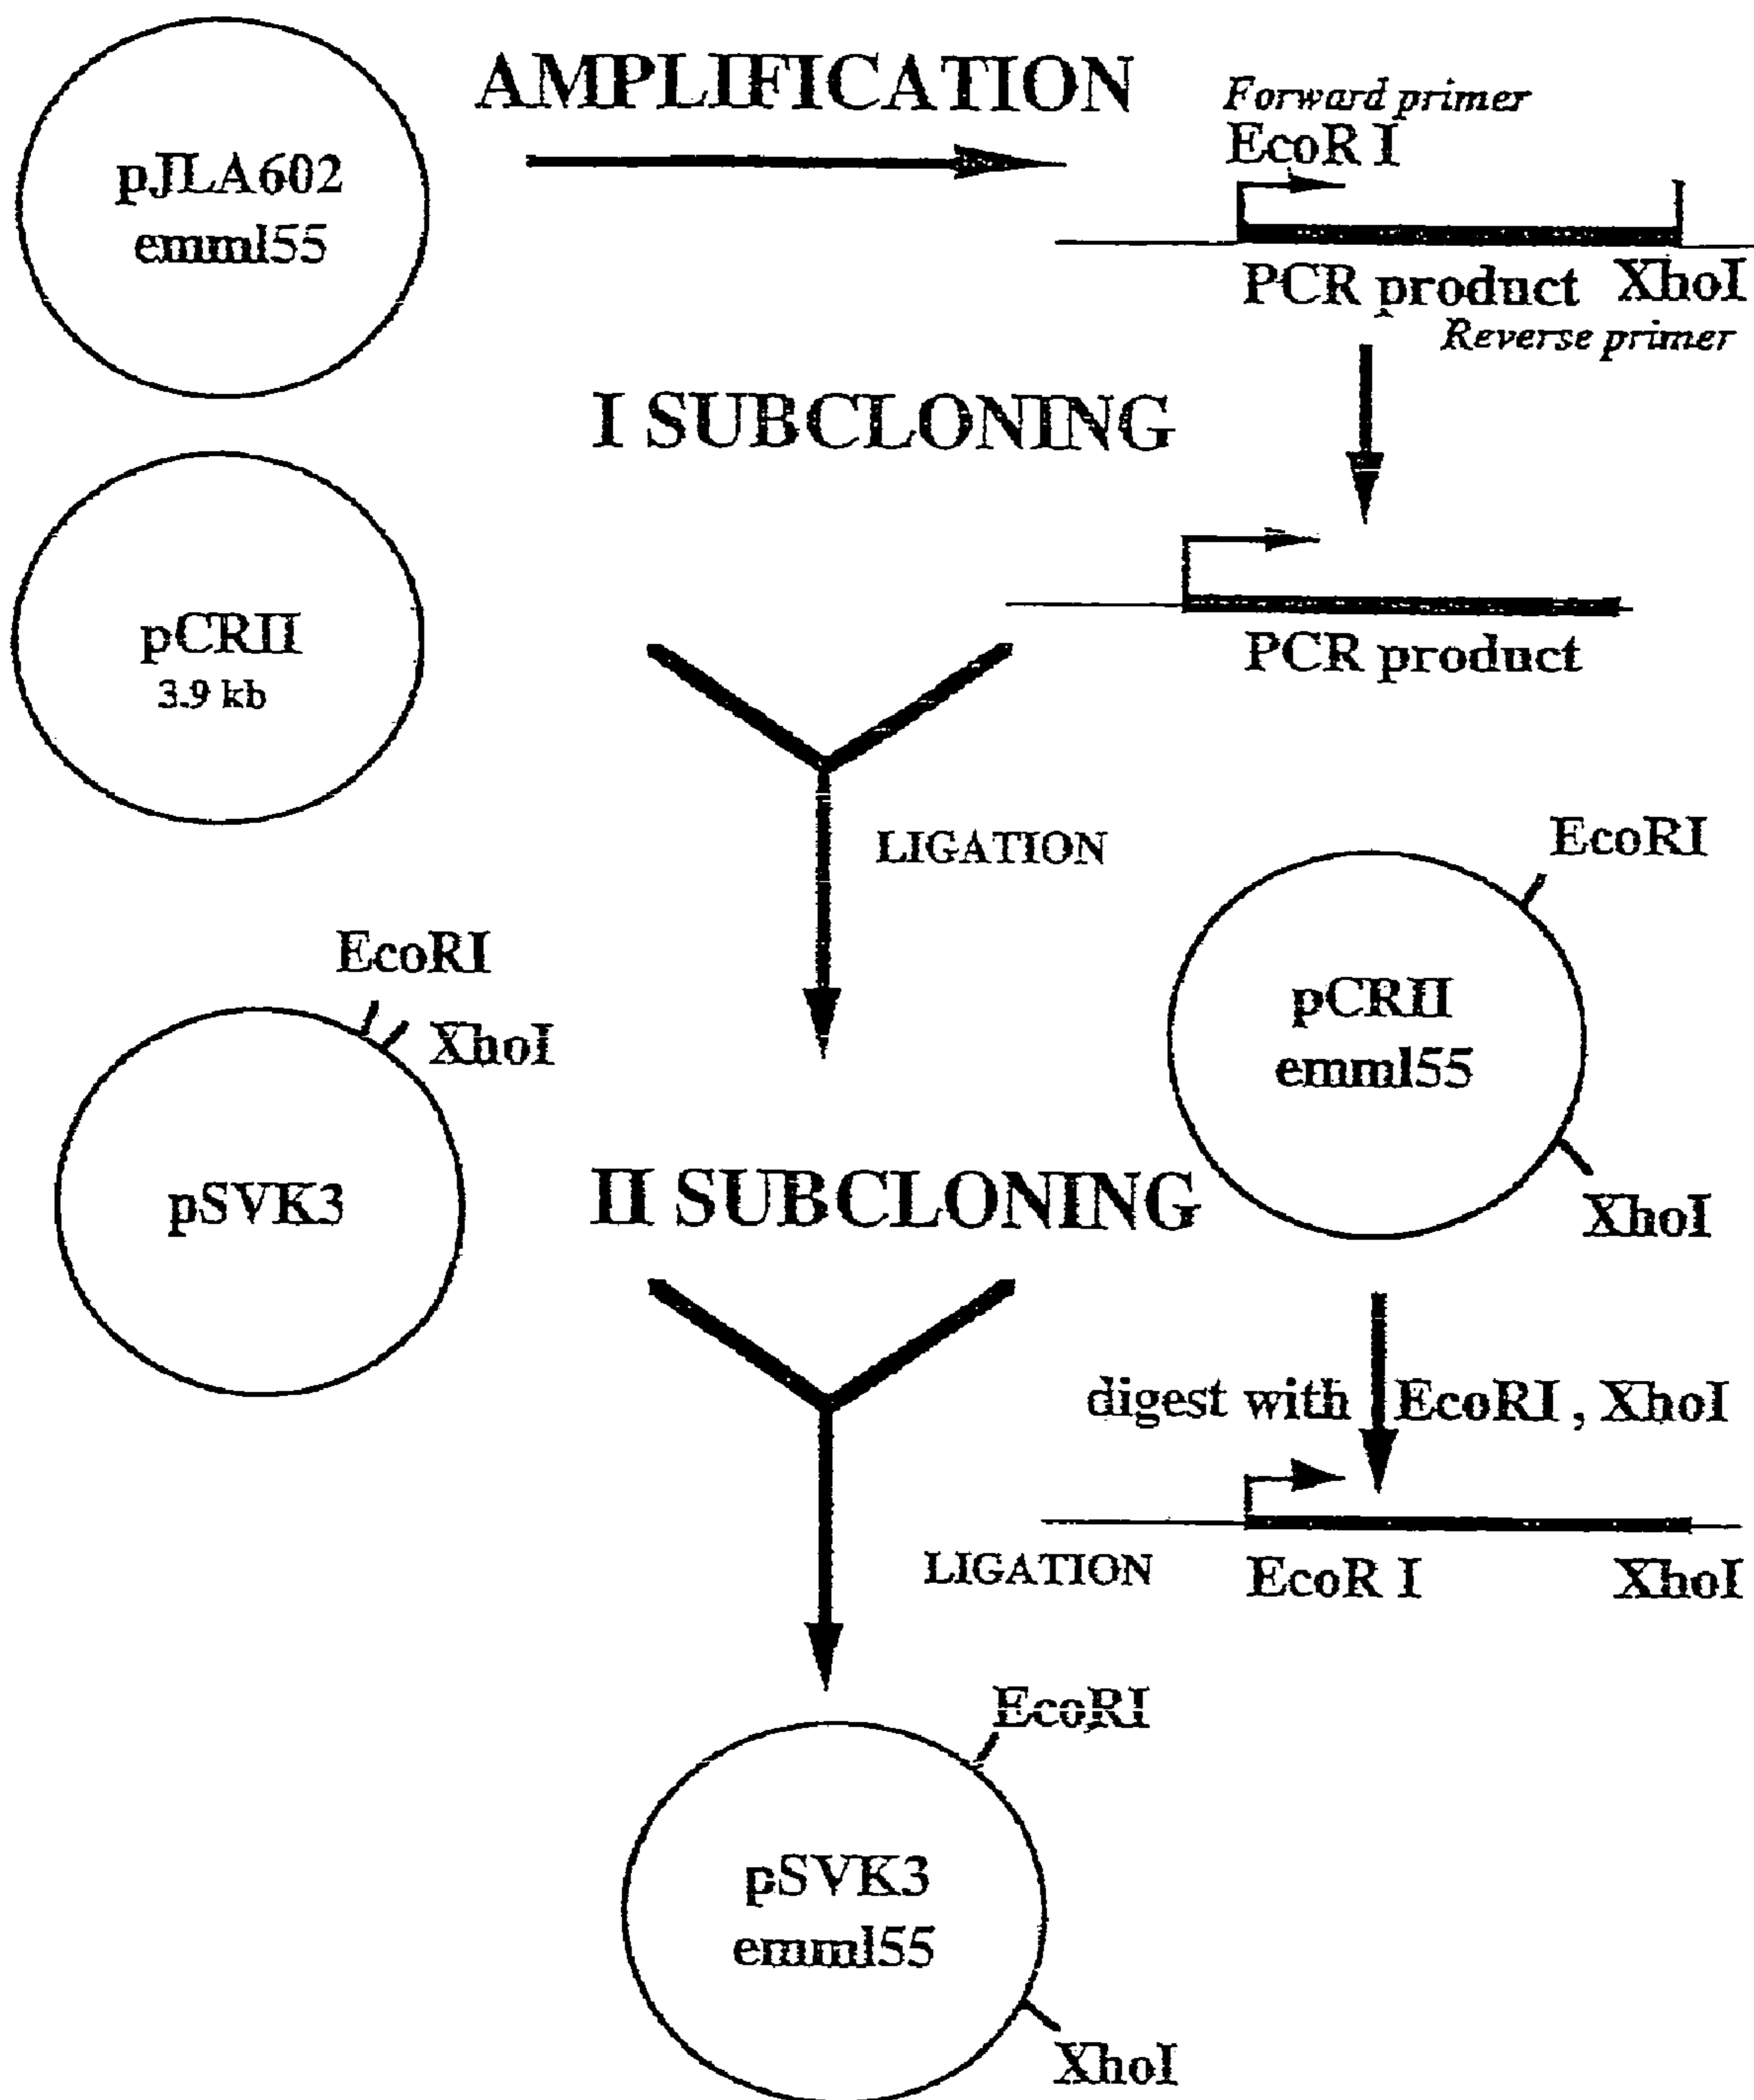 AMPLIFICATION
Forward primer
EcoR I
pJLA602
emml55
PCR product XhoI
Reverse primer
I SUBCLONING
pCRII
3.9 kb
PCR product
LIGATION
EcoRI
EcoRI
XhoI
pCRII
emml55
pSVK3
II SUBCLONING
XhoI
digest with EcoRI , XhoI
LIGATION
EcoR I
XhoI
EcoRI
pSVK3
emml55
XhoI